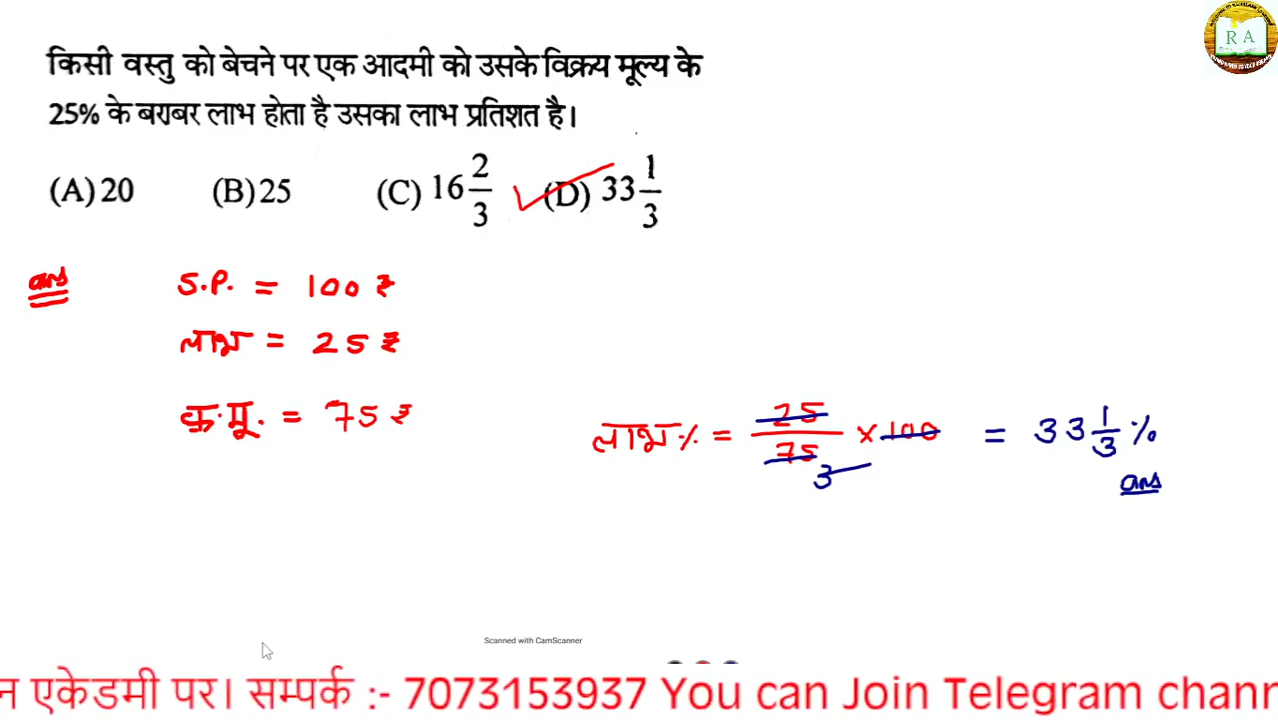 किसी वस्तु को बेचने पर एक आदमी को उसके विक्रय मूल्य के
25% के बराबर लाभ होता है उसका लाभ प्रतिशत है।
(A) 20 (B) 25 (C) 16 2/3 (D) 33 1/3
ans
S.P. = 100 ₹
लाभ = 25 ₹
क्र.मू. = 75 ₹
लाभ% = 25/75 × 100 = 33 1/3 %
3
ans
R A
Scanned with CamScanner
न एकेडमी पर। सम्पर्क :- 7073153937 You can Join Telegram chann